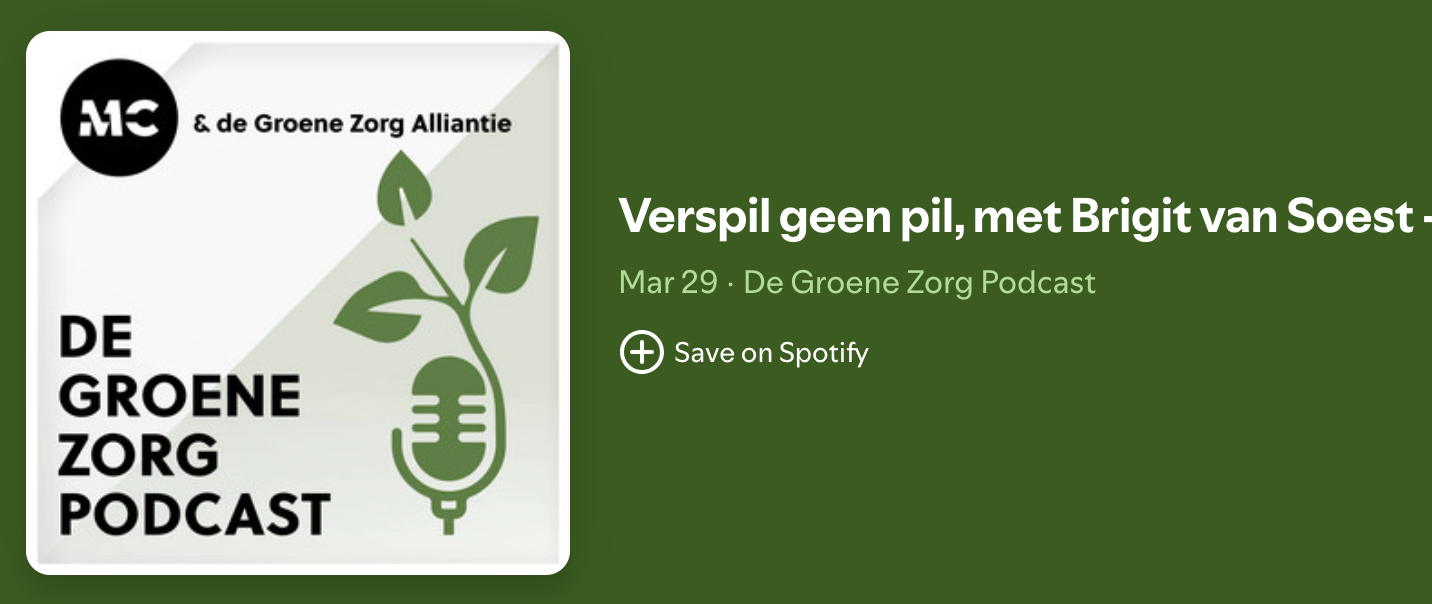 MC & de Groene Zorg Alliantie
DE
GROENE
ZORG
PODCAST
Verspil geen pil, met Brigit van Soest -
Mar 29 · De Groene Zorg Podcast
Save on Spotify